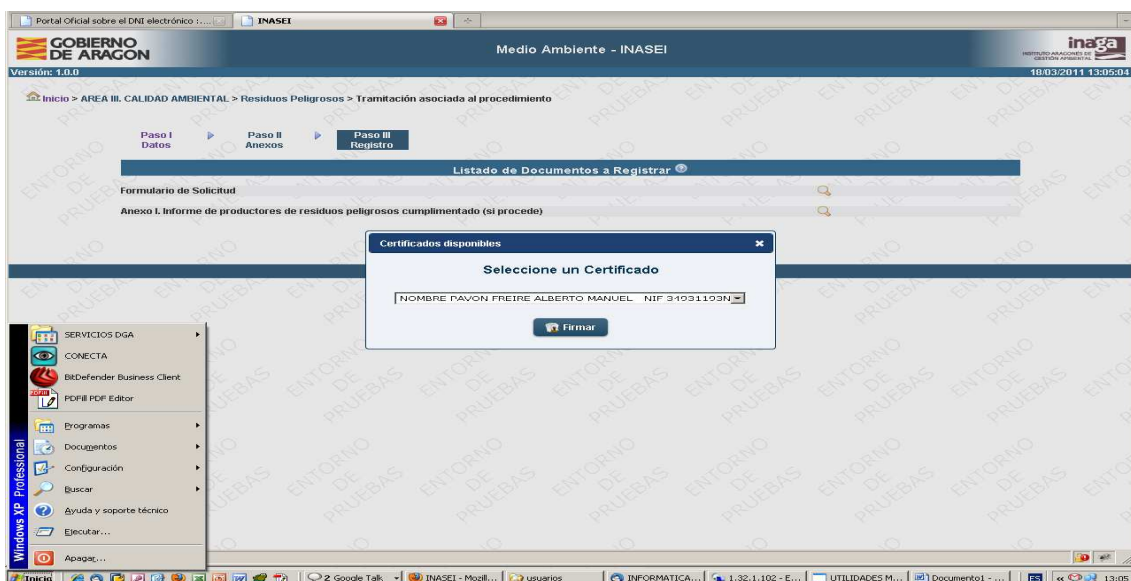 Portal Oficial sobre el DNI electrónico :....
INASEI
GOBIERNO
DE ARAGON
Medio Ambiente - INASEI
inaga
INSTITUTO ARAGONES DE
GESTIÓN AMBIENTAL
Versión: 1.0.0
18/03/2011 13:05:04
Inicio > AREA III. CALIDAD AMBIENTAL > Residuos Peligrosos > Tramitación asociada al procedimiento
Paso I
Datos
Paso II
Anexos
Paso III
Registro
Listado de Documentos a Registrar
Formulario de Solicitud
Anexo I. Informe de productores de residuos peligrosos cumplimentado (si procede)
Certificados disponibles
Seleccione un Certificado
NOMBRE PAVON FREIRE ALBERTO MANUEL NIF 34931193N
Firmar
ENTORNO
DE
PRUEBAS
SERVICIOS DGA
CONECTA
BitDefender Business Client
PDFill PDF Editor
Programas
Documentos
Configuración
Buscar
Ayuda y soporte técnico
Ejecutar...
Apagar...
Windows XP Professional
Inicio
2 Google Talk
INASEI - Mozill...
usuarios
INFORMATICA...
1.32.1.102 - E...
UTILIDADES M...
Documento1 - ...
ES
13:05